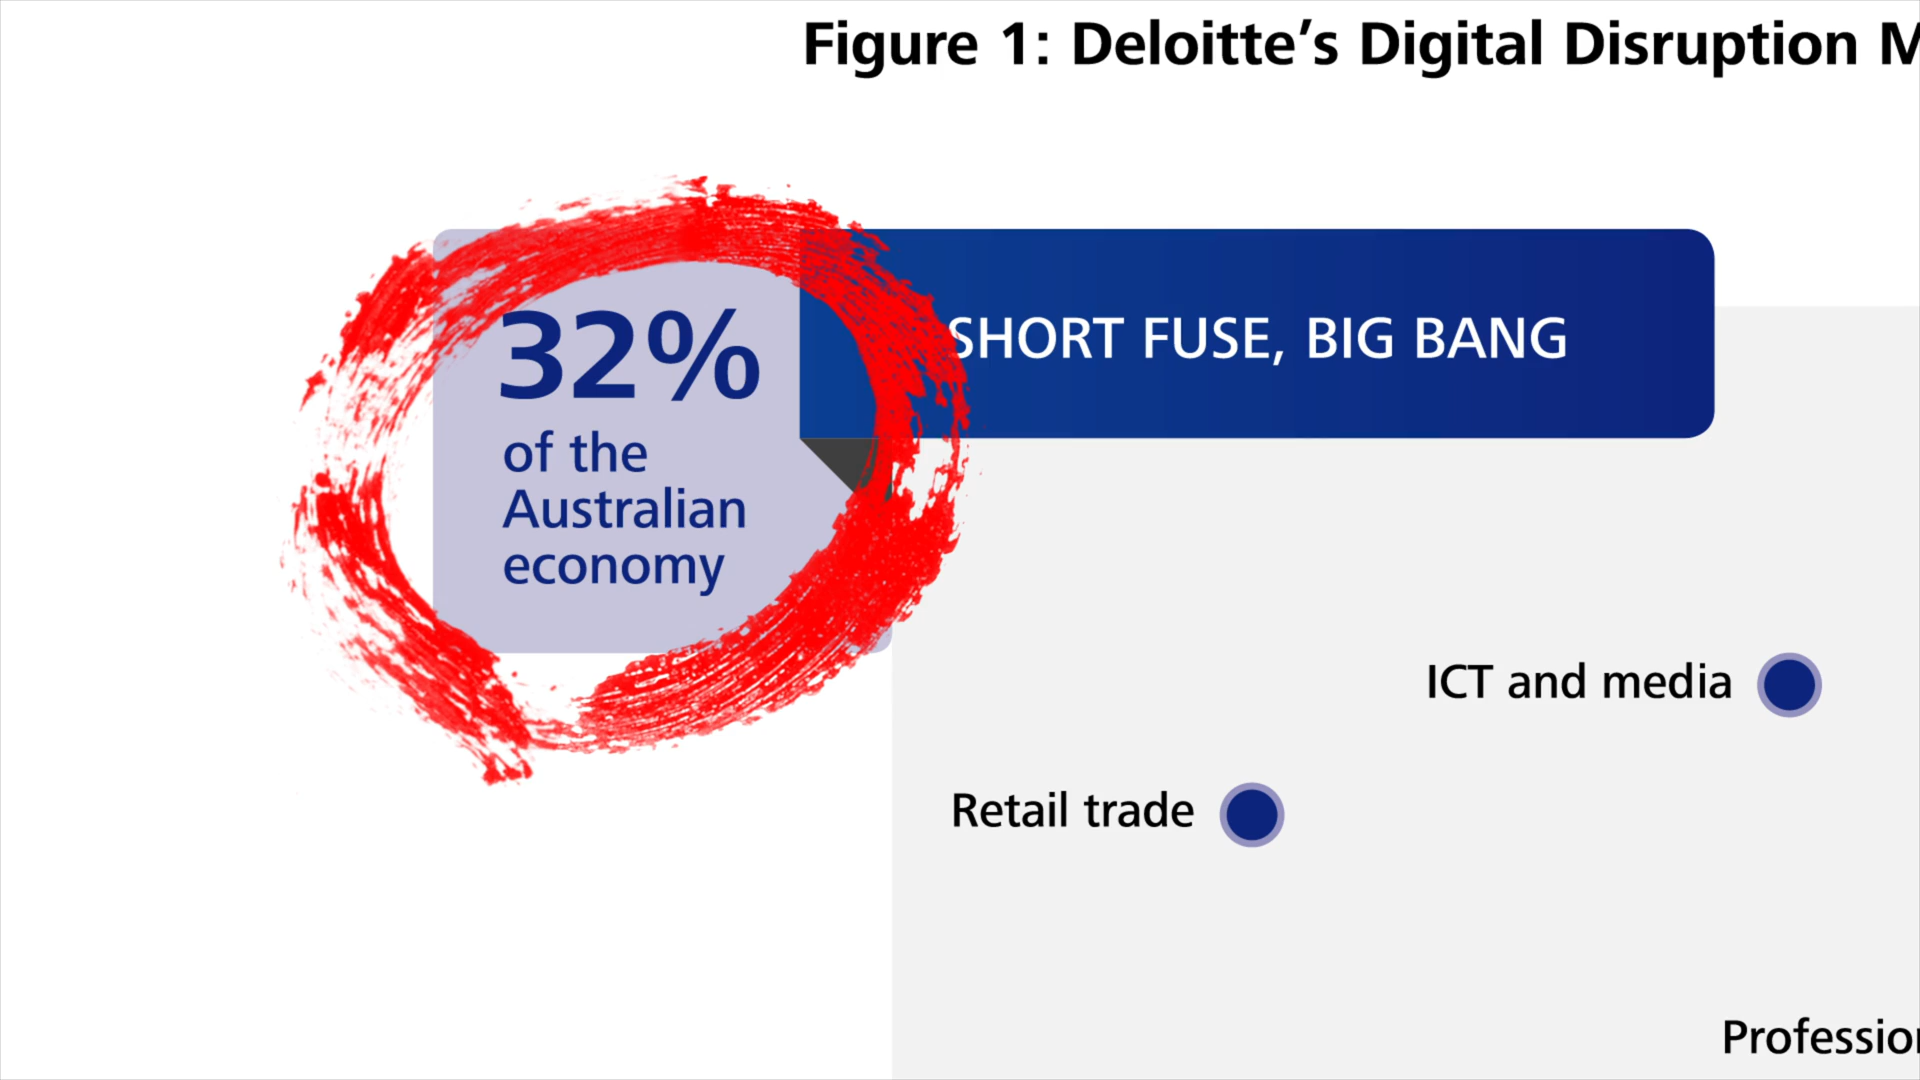 Figure 1: Deloitte’s Digital Disruption M
32%
of the
Australian
economy
SHORT FUSE, BIG BANG
ICT and media
Retail trade
Profession